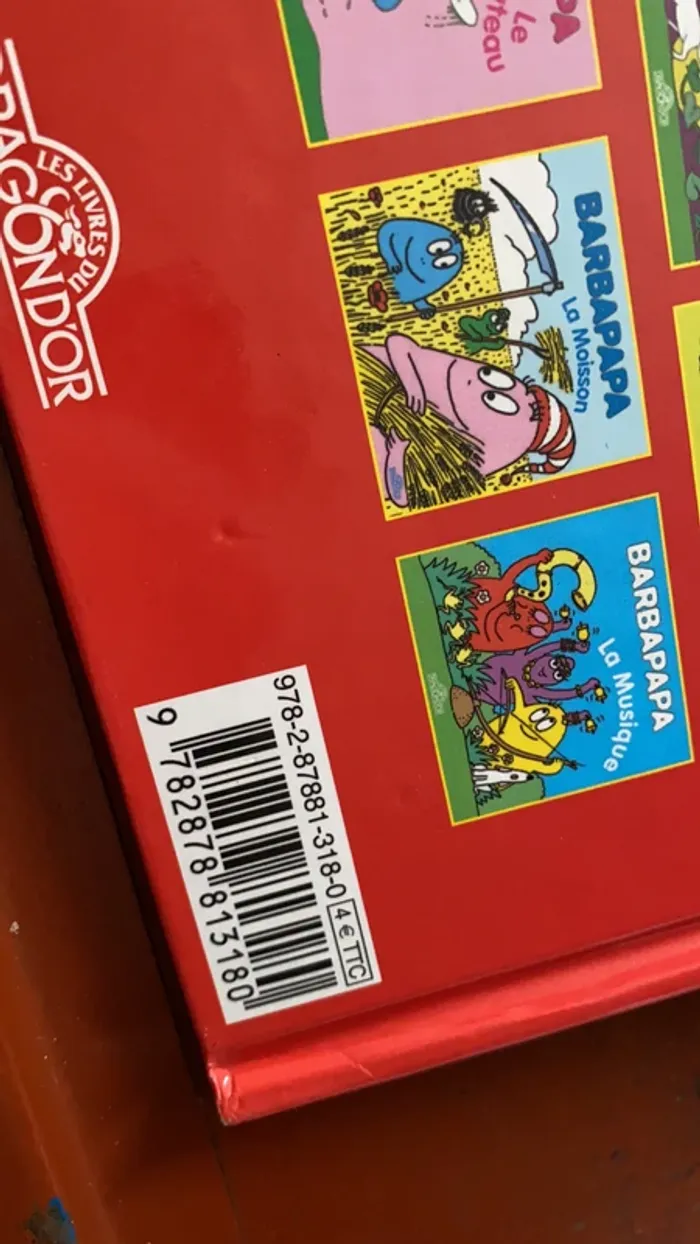 PA
Le
BARBAPAPA
La Moisson
BARBAPAPA
La Musique
LES LIVRES DU
DRAGON D'OR
978-2-87881-318-0
4 € TTC
9 782878 813180